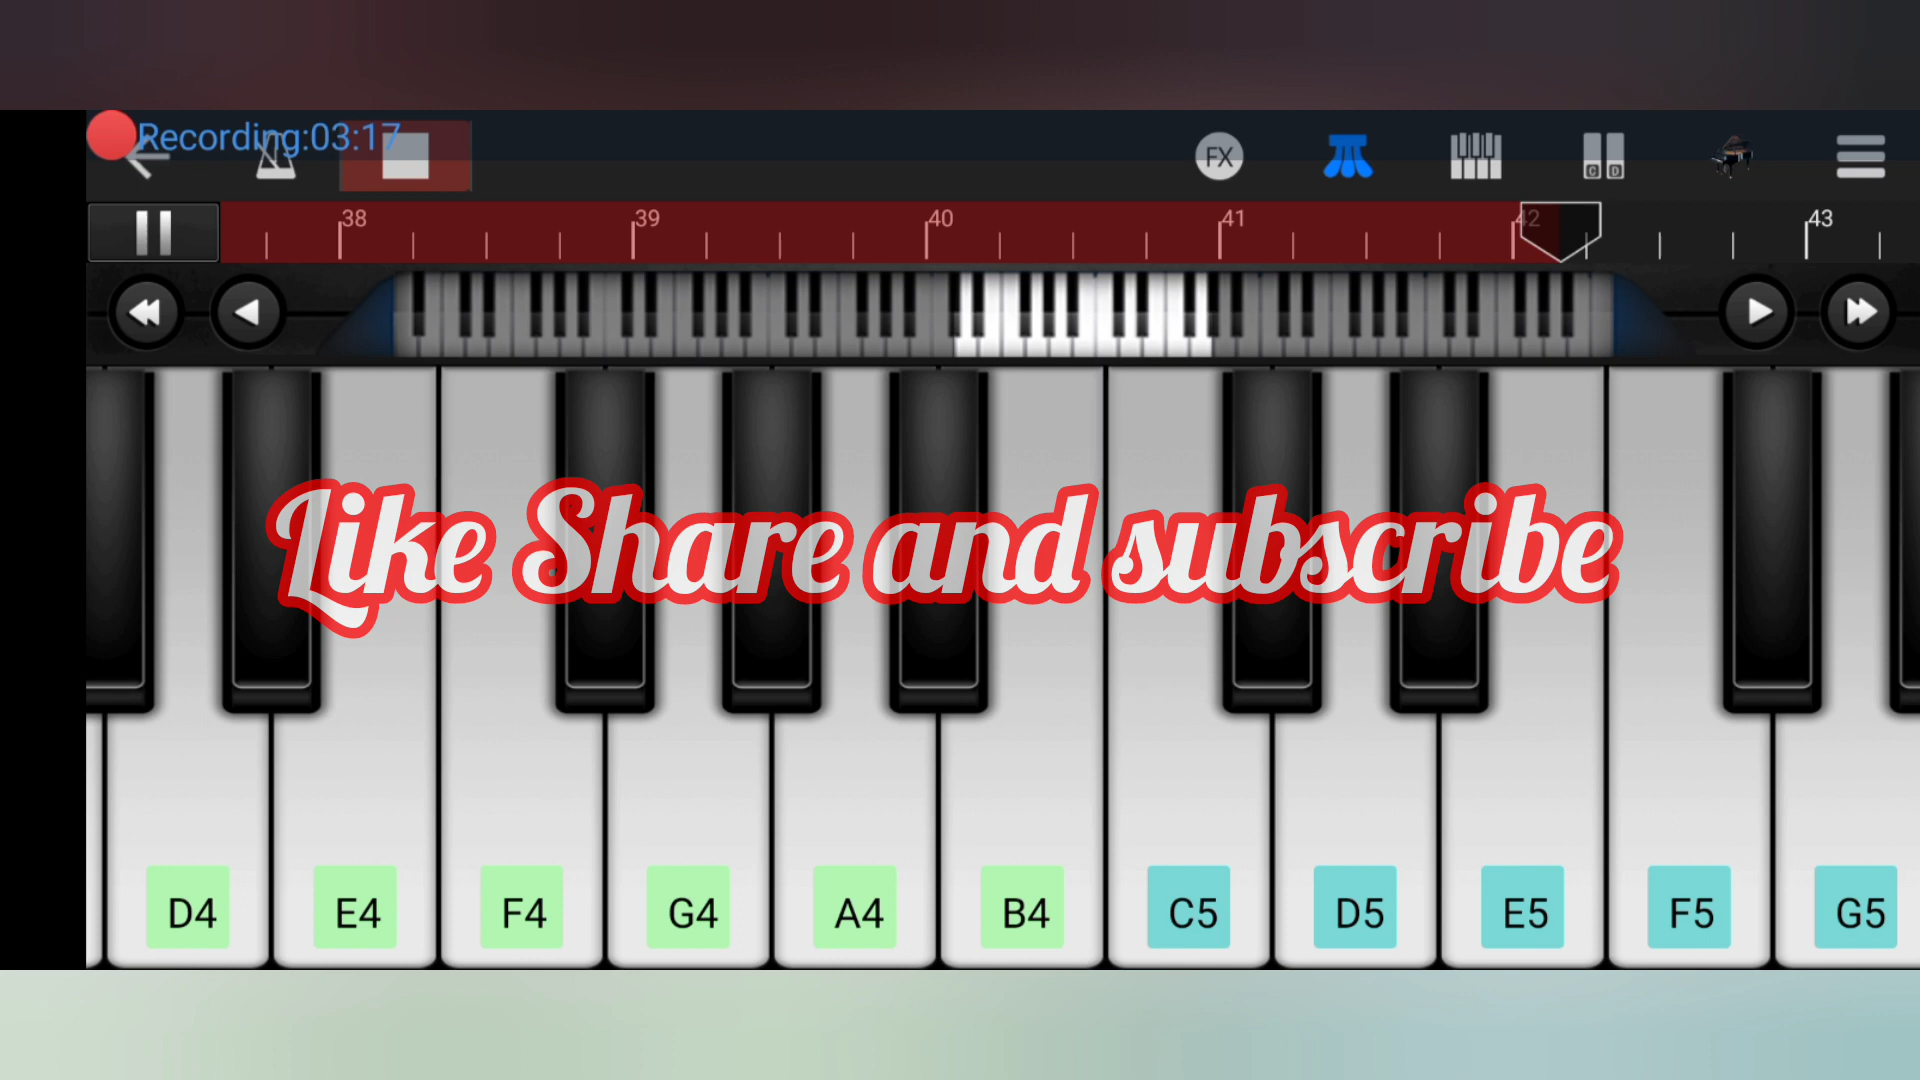 Recording:03:17
FX
C D
38 39 40 41 42 43
Like Share and subscribe
D4 E4 F4 G4 A4 B4 C5 D5 E5 F5 G5